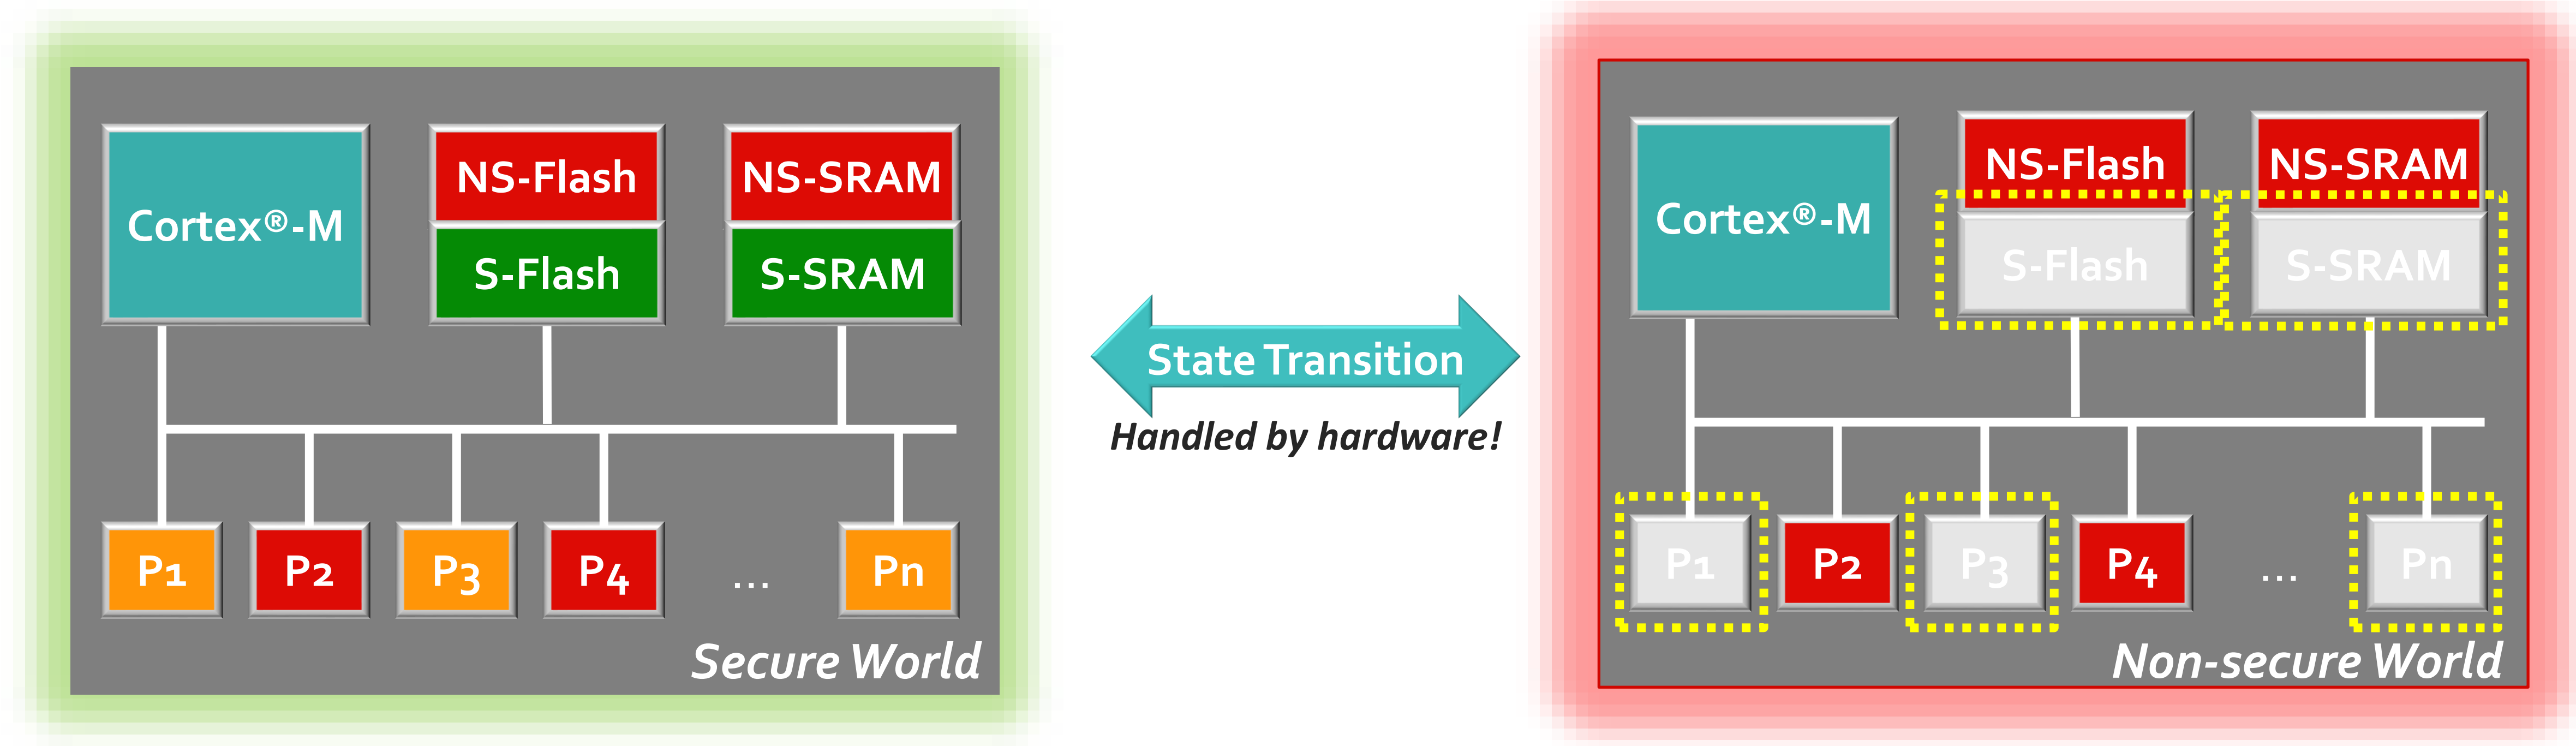 Cortex®-M
NS-Flash
S-Flash
NS-SRAM
S-SRAM
P1
P2
P3
P4
...
Pn
Secure World
State Transition
Handled by hardware!
Cortex®-M
NS-Flash
S-Flash
NS-SRAM
S-SRAM
P1
P2
P3
P4
...
Pn
Non-secure World